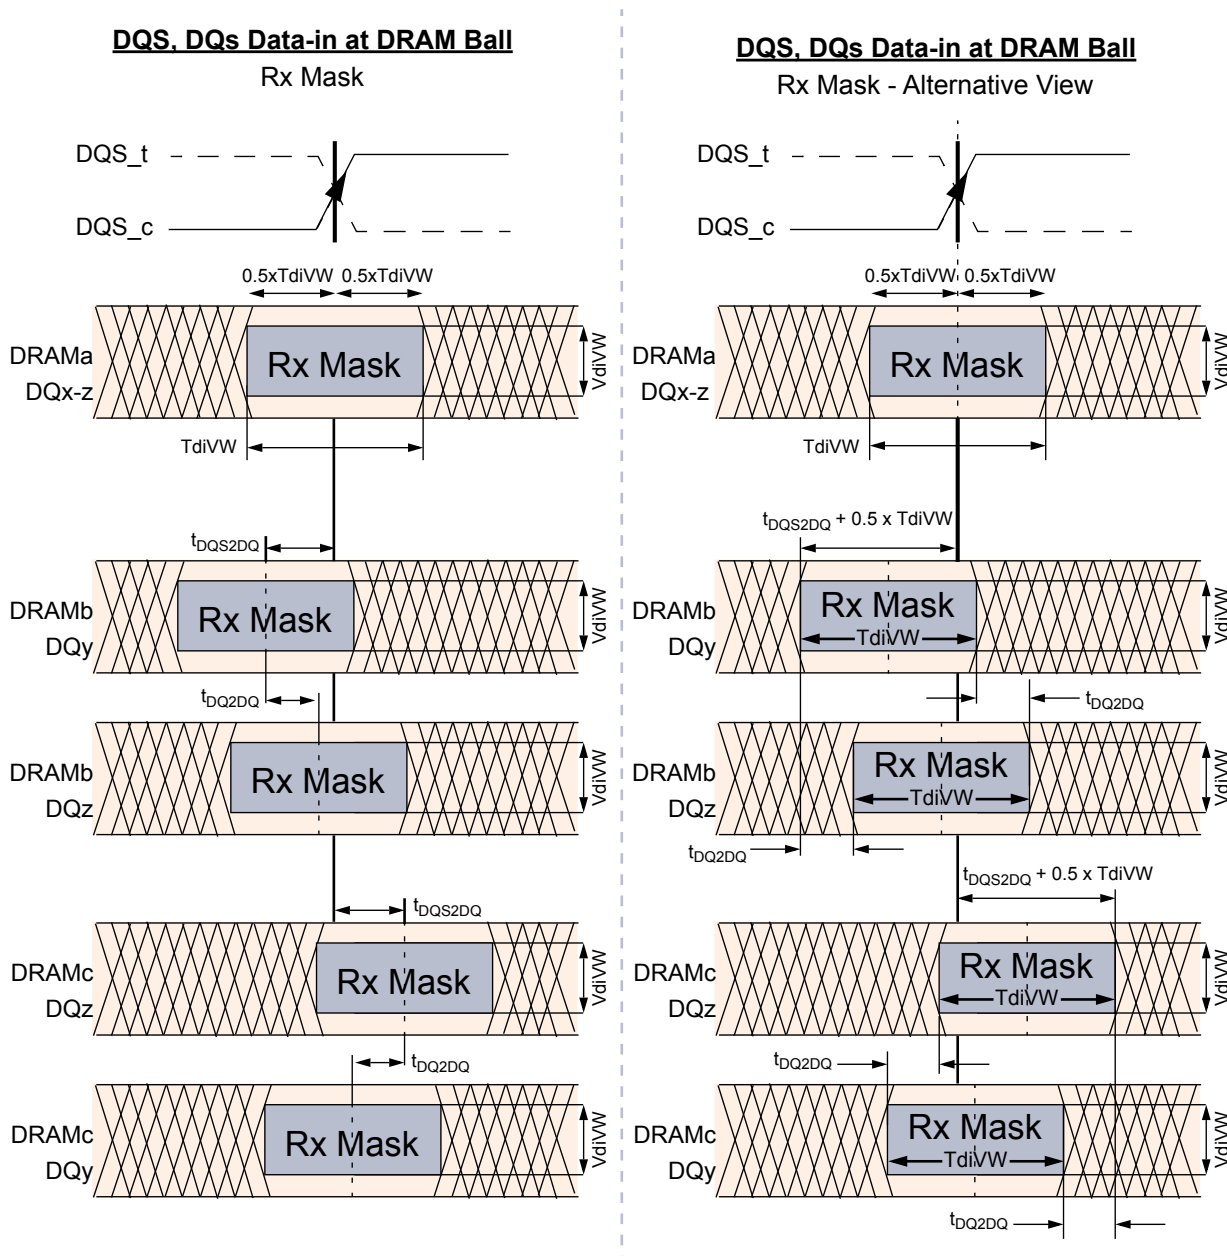 DQS, DQs Data-in at DRAM Ball
Rx Mask
DQS_t
DQS_c
0.5xTdiVW 0.5xTdiVW
DRAMa
DQx-z
Rx Mask
VdiVW
TdiVW
tDQS2DQ
DRAMb
DQy
Rx Mask
VdiVW
tDQ2DQ
DRAMb
DQz
Rx Mask
VdiVW
tDQS2DQ
DRAMc
DQz
Rx Mask
VdiVW
tDQ2DQ
DRAMc
DQy
Rx Mask
VdiVW
DQS, DQs Data-in at DRAM Ball
Rx Mask - Alternative View
DQS_t
DQS_c
0.5xTdiVW 0.5xTdiVW
DRAMa
DQx-z
Rx Mask
VdiVW
TdiVW
tDQS2DQ + 0.5 x TdiVW
DRAMb
DQy
Rx Mask
TdiVW
VdiVW
tDQ2DQ
DRAMb
DQz
Rx Mask
TdiVW
VdiVW
tDQ2DQ
tDQS2DQ + 0.5 x TdiVW
DRAMc
DQz
Rx Mask
TdiVW
VdiVW
tDQ2DQ
DRAMc
DQy
Rx Mask
TdiVW
VdiVW
tDQ2DQ